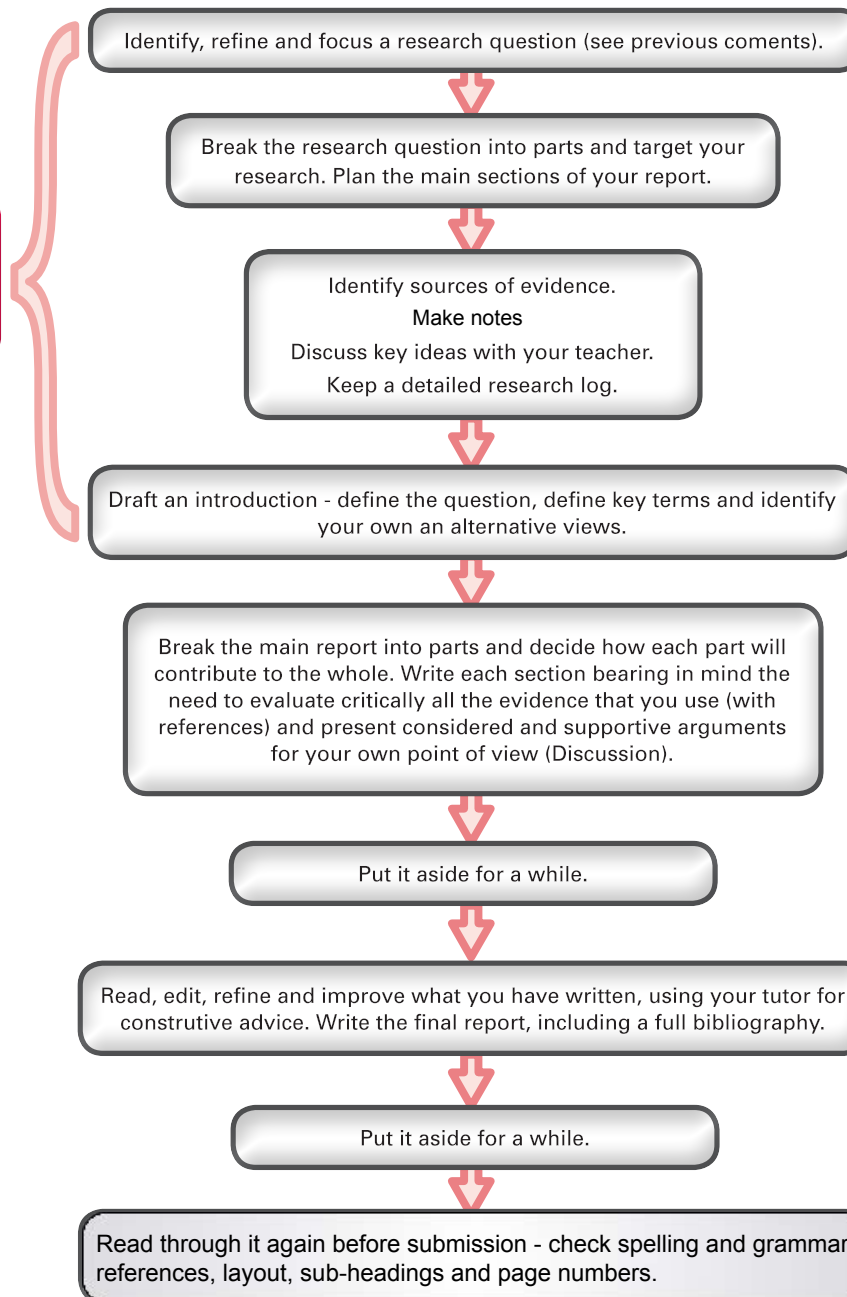 Identify, refine and focus a research question (see previous coments).
Break the research question into parts and target your
research. Plan the main sections of your report.
Identify sources of evidence.
Make notes
Discuss key ideas with your teacher.
Keep a detailed research log.
Draft an introduction - define the question, define key terms and identify
your own an alternative views.
Break the main report into parts and decide how each part will
contribute to the whole. Write each section bearing in mind the
need to evaluate critically all the evidence that you use (with
references) and present considered and supportive arguments
for your own point of view (Discussion).
Put it aside for a while.
Read, edit, refine and improve what you have written, using your tutor for
construtive advice. Write the final report, including a full bibliography.
Put it aside for a while.
Read through it again before submission - check spelling and grammar
references, layout, sub-headings and page numbers.